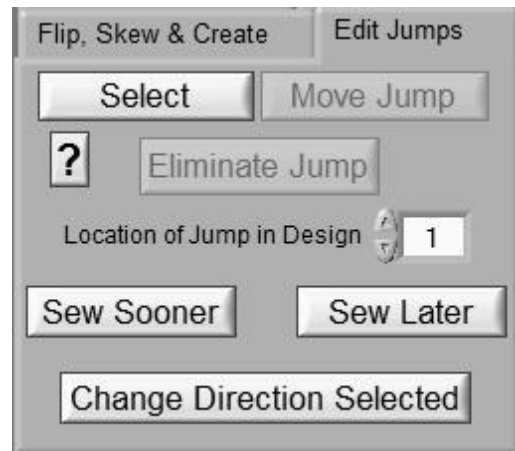 Flip, Skew & Create Edit Jumps
Select Move Jump
? Eliminate Jump
Location of Jump in Design 1
Sew Sooner Sew Later
Change Direction Selected